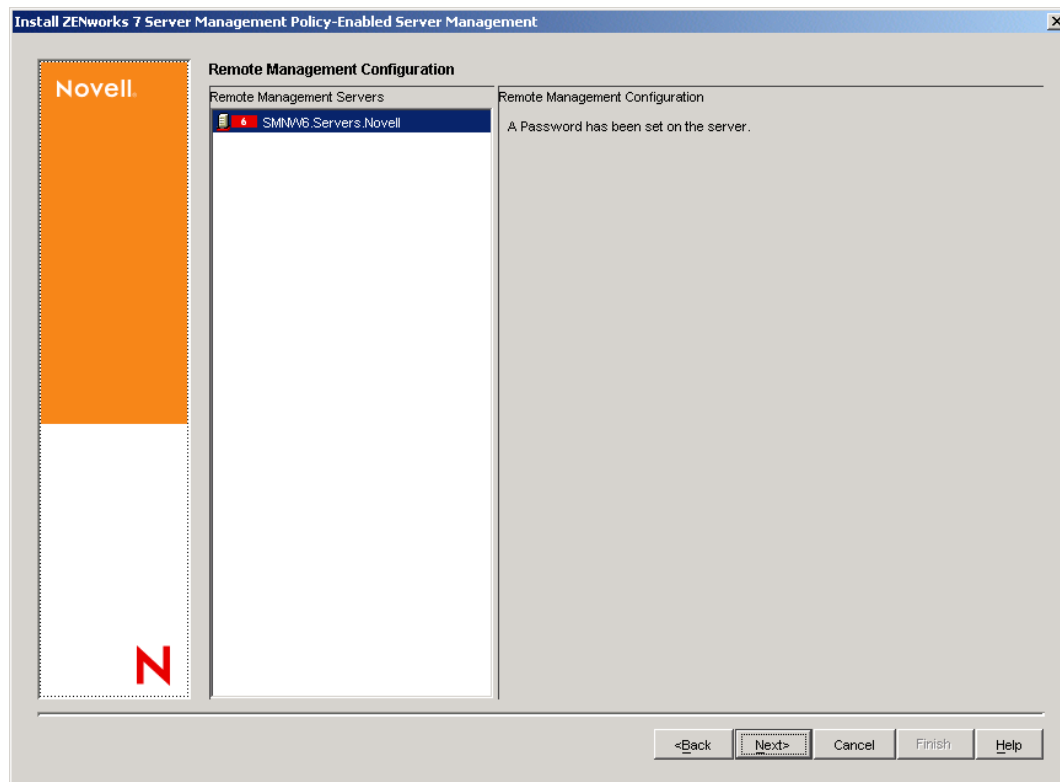 Install ZENworks 7 Server Management Policy-Enabled Server Management
Novell.
Remote Management Configuration
Remote Management Servers
6 SMNW6.Servers.Novell
Remote Management Configuration
A Password has been set on the server.
N
<Back
Next>
Cancel
Finish
Help